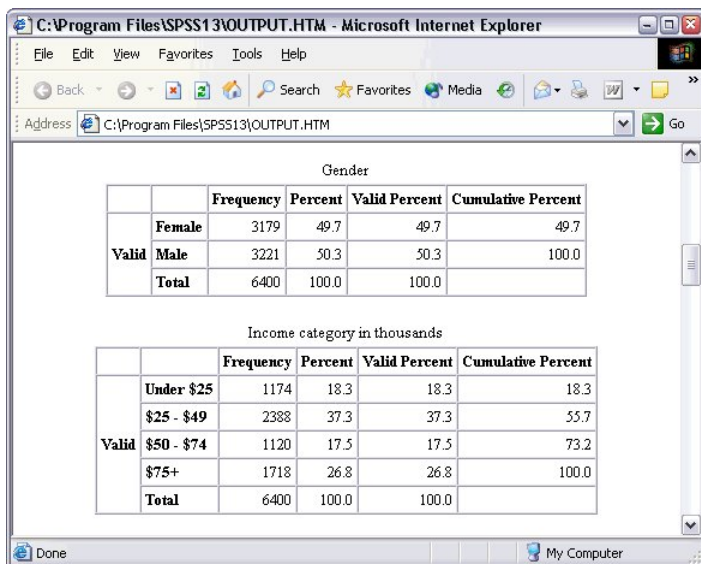 C:\Program Files\SPSS13\OUTPUT.HTM - Microsoft Internet Explorer
File Edit View Favorites Tools Help
Back Search Favorites Media W »
Address C:\Program Files\SPSS13\OUTPUT.HTM Go
Gender
Frequency Percent Valid Percent Cumulative Percent
Female 3179 49.7 49.7 49.7
Valid Male 3221 50.3 50.3 100.0
Total 6400 100.0 100.0
Income category in thousands
Frequency Percent Valid Percent Cumulative Percent
Under $25 1174 18.3 18.3 18.3
$25 - $49 2388 37.3 37.3 55.7
Valid $50 - $74 1120 17.5 17.5 73.2
$75+ 1718 26.8 26.8 100.0
Total 6400 100.0 100.0
Done My Computer